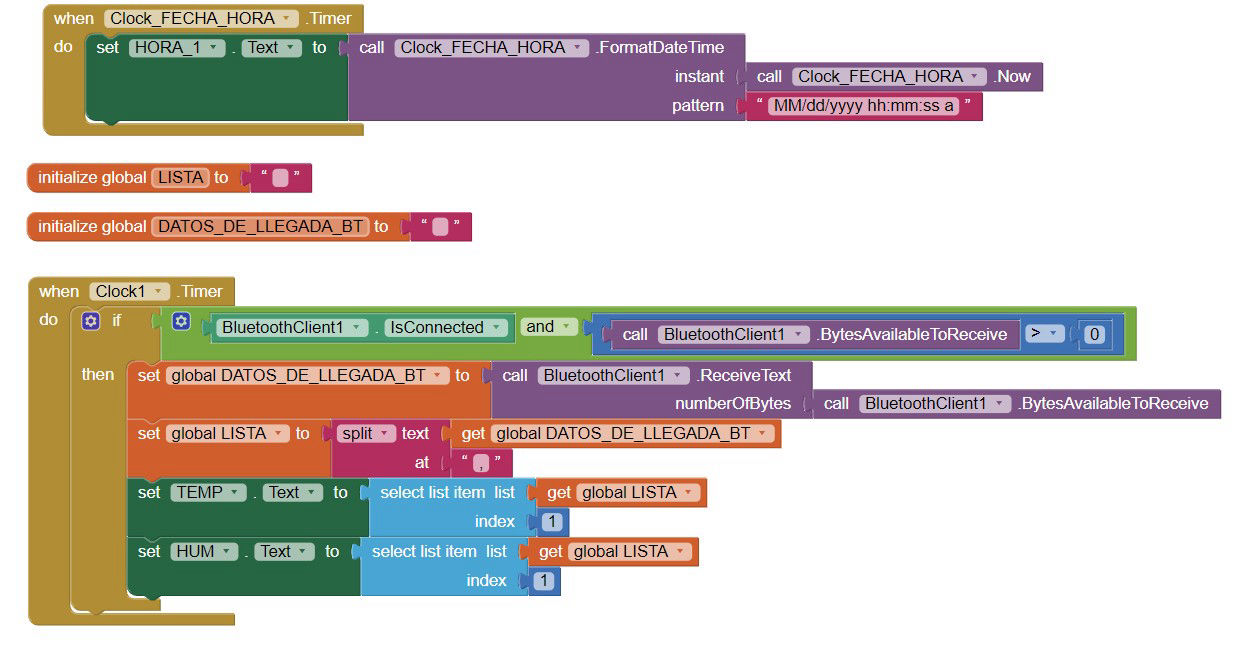 when Clock_FECHA_HORA .Timer
do set HORA_1 . Text to call Clock_FECHA_HORA .FormatDateTime
instant call Clock_FECHA_HORA .Now
pattern " MM/dd/yyyy hh:mm:ss a "
initialize global LISTA to " "
initialize global DATOS_DE_LLEGADA_BT to " "
when Clock1 .Timer
do if BluetoothClient1 . IsConnected and call BluetoothClient1 .BytesAvailableToReceive > 0
then set global DATOS_DE_LLEGADA_BT to call BluetoothClient1 .ReceiveText
numberOfBytes call BluetoothClient1 .BytesAvailableToReceive
set global LISTA to split text get global DATOS_DE_LLEGADA_BT
at " , "
set TEMP . Text to select list item list get global LISTA
index 1
set HUM . Text to select list item list get global LISTA
index 1